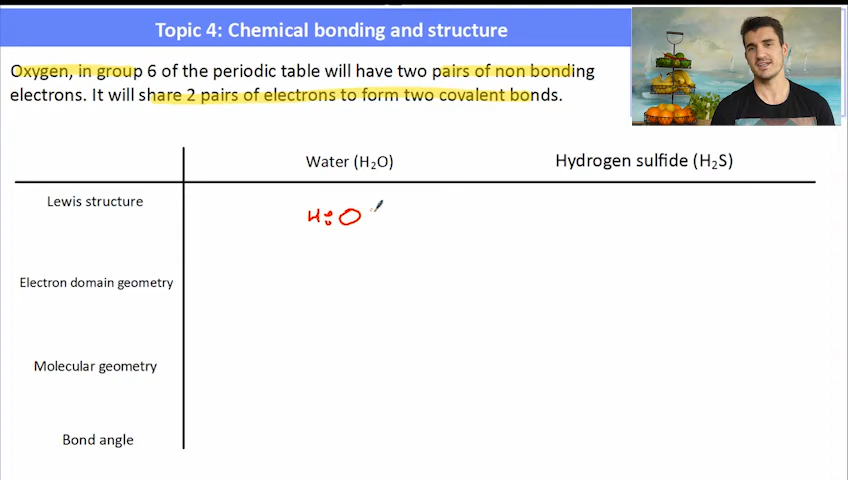 Topic 4: Chemical bonding and structure
Oxygen, in group 6 of the periodic table will have two pairs of non bonding
electrons. It will share 2 pairs of electrons to form two covalent bonds.
Water (H₂O) Hydrogen sulfide (H₂S)
Lewis structure H:O
Electron domain geometry
Molecular geometry
Bond angle